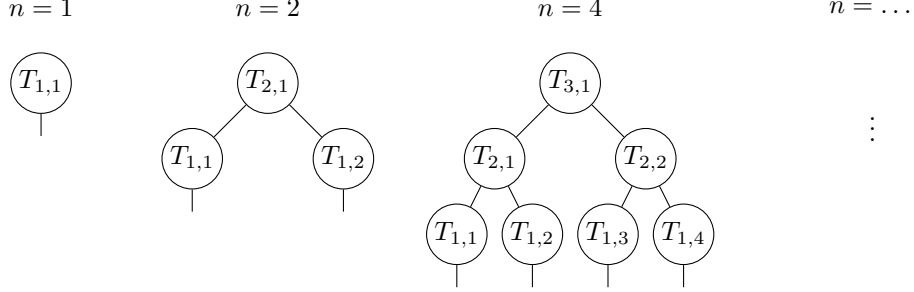 n = 1 n = 2 n = 4 n = …
T1,1 T2,1 T3,1
T1,1 T1,2 T2,1 T2,2 ⋮
T1,1 T1,2 T1,3 T1,4